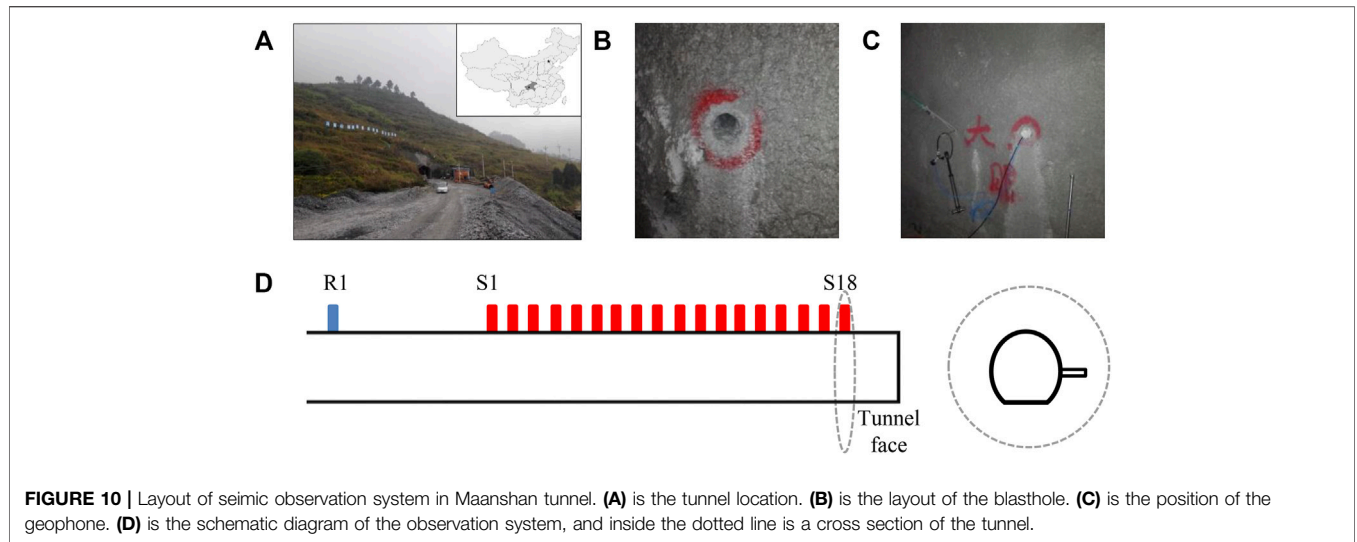 A
B
C
大
D
R1
S1
S18
Tunnel
face
FIGURE 10 | Layout of seimic observation system in Maanshan tunnel. (A) is the tunnel location. (B) is the layout of the blasthole. (C) is the position of the
geophone. (D) is the schematic diagram of the observation system, and inside the dotted line is a cross section of the tunnel.